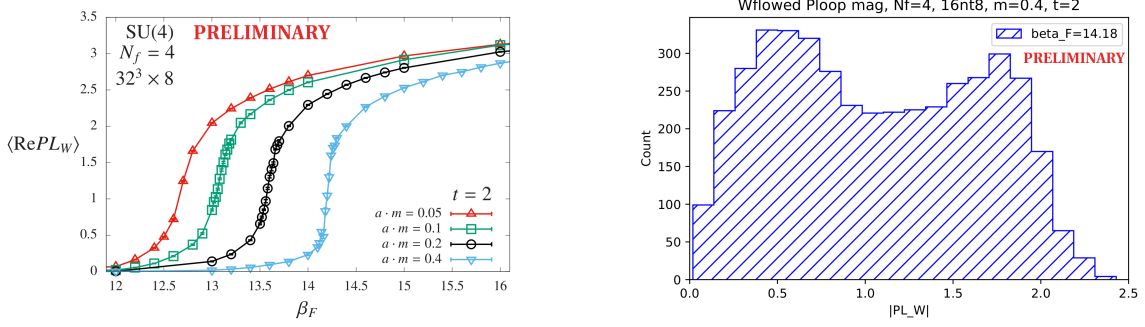 SU(4) PRELIMINARY
N_f = 4
32³ × 8
⟨RePL_W⟩
3.5
3
2.5
2
1.5
1
0.5
0
t = 2
a · m = 0.05
a · m = 0.1
a · m = 0.2
a · m = 0.4
12 12.5 13 13.5 14 14.5 15 15.5 16
β_F
Wflowed Ploop mag, Nf=4, 16nt8, m=0.4, t=2
beta_F=14.18
PRELIMINARY
Count
300
250
200
150
100
50
0
0.0 0.5 1.0 1.5 2.0 2.5
|PL_W|